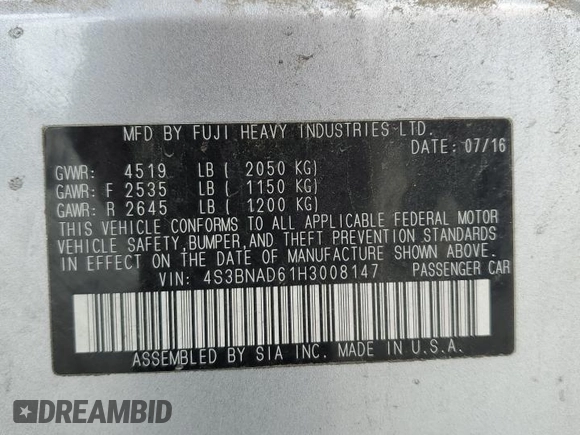 MFD BY FUJI HEAVY INDUSTRIES LTD.
DATE: 07/16
GVWR: 4519 LB ( 2050 KG)
GAWR: F 2535 LB ( 1150 KG)
GAWR: R 2645 LB ( 1200 KG)
THIS VEHICLE CONFORMS TO ALL APPLICABLE FEDERAL MOTOR
VEHICLE SAFETY, BUMPER, AND THEFT PREVENTION STANDARDS
IN EFFECT ON THE DATE OF MANUFACTURE SHOWN ABOVE.
VIN: 4S3BNAD61H3008147 PASSENGER CAR
ASSEMBLED BY SIA INC. MADE IN U.S.A.
DREAMBID